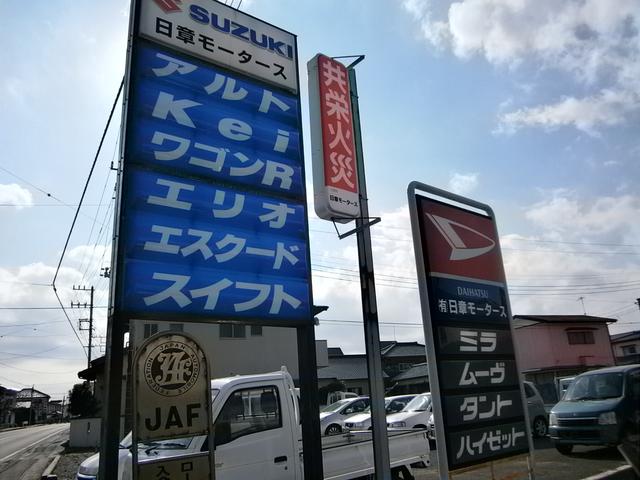 SUZUKI
日章モータース
アルト
Kei
ワゴンR
エリオ
エスクード
スイフト
共栄火災
日章モータース
DAIHATSU
有 日章モータース
ミラ
ムーヴ
タント
ハイゼット
JAPAN
JAF
入口